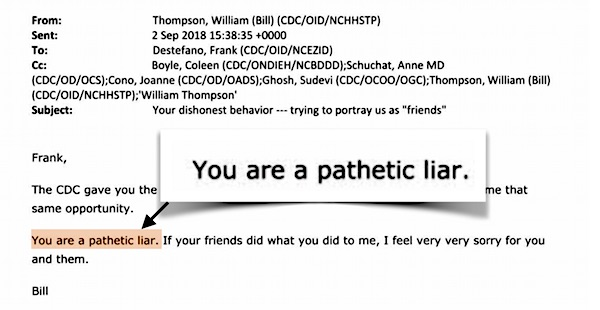 From: Thompson, William (Bill) (CDC/OID/NCHHSTP)
Sent: 2 Sep 2018 15:38:35 +0000
To: Destefano, Frank (CDC/OID/NCEZID)
Cc: Boyle, Coleen (CDC/ONDIEH/NCBDDD);Schuchat, Anne MD
(CDC/OD/OCS);Cono, Joanne (CDC/OD/OADS);Ghosh, Sudevi (CDC/OCOO/OGC);Thompson, William (Bill)
(CDC/OID/NCHHSTP);'William Thompson'
Subject: Your dishonest behavior --- trying to portray us as "friends"
Frank,
You are a pathetic liar.
The CDC gave you the me that
same opportunity.
You are a pathetic liar. If your friends did what you did to me, I feel very very sorry for you
and them.
Bill